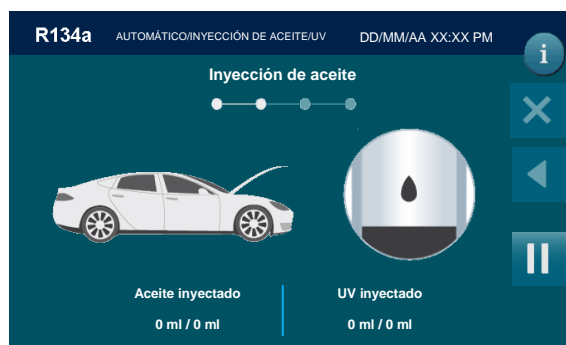 R134a AUTOMÁTICO/INYECCIÓN DE ACEITE/UV DD/MM/AA XX:XX PM
i
Inyección de aceite
Aceite inyectado UV inyectado
0 ml / 0 ml 0 ml / 0 ml